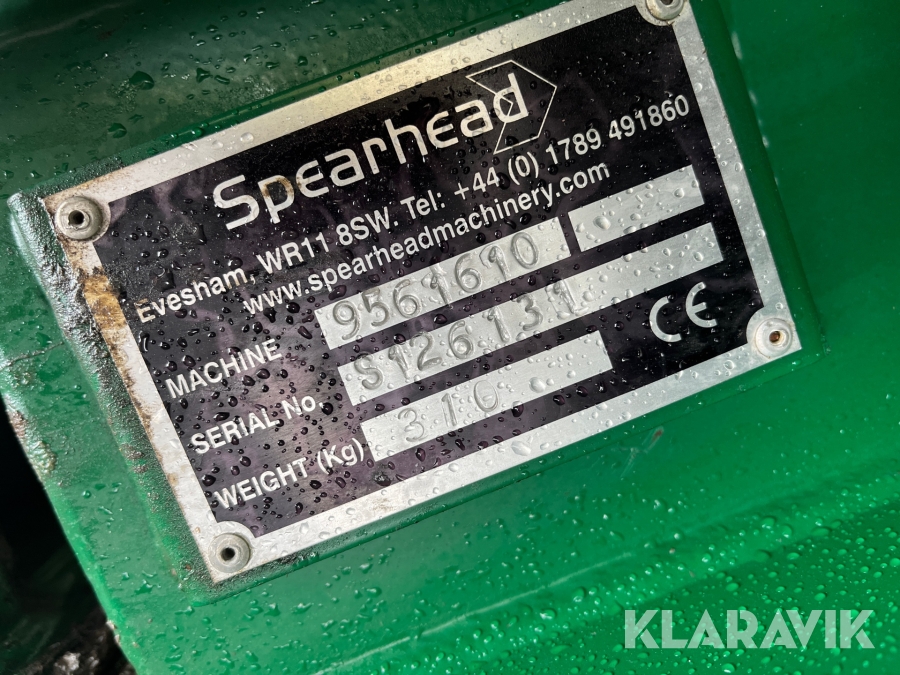 Spearhead
Evesham, WR11 8SW. Tel: +44 (0) 1789 491860
www.spearheadmachinery.com
MACHINE 9561610
SERIAL No. S126131
WEIGHT (Kg) 310
CE
KLARAVIK